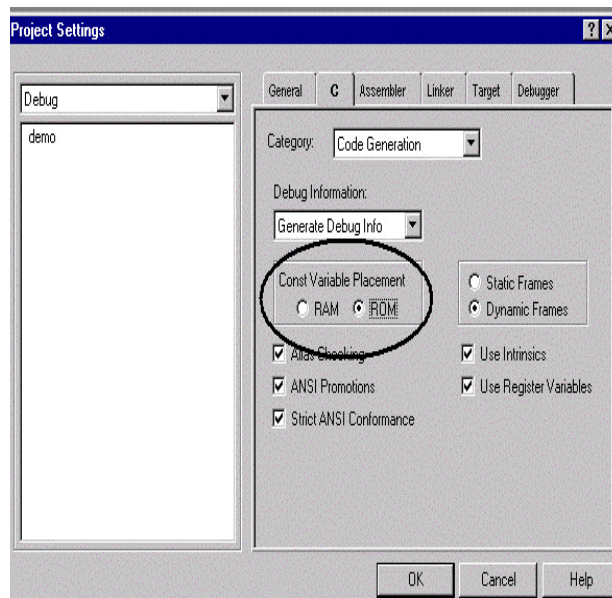 Project Settings
Debug
demo
General C Assembler Linker Target Debugger
Category: Code Generation
Debug Information:
Generate Debug Info
Const Variable Placement
RAM ROM
Static Frames
Dynamic Frames
Alias Checking
Use Intrinsics
ANSI Promotions
Use Register Variables
Strict ANSI Conformance
OK Cancel Help